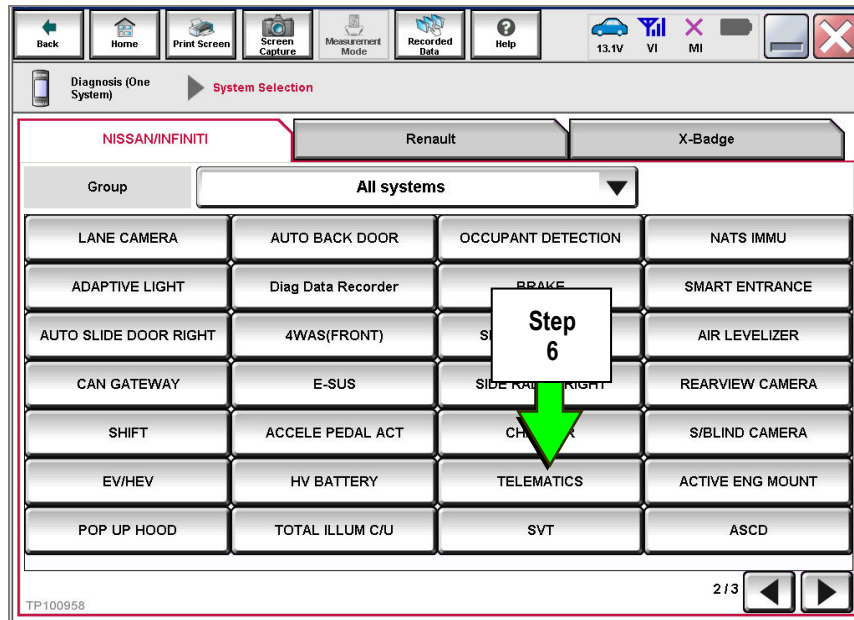 Back
Home
Print Screen
Screen
Capture
Measurement
Mode
Recorded
Data
Help
13.1V
VI
MI
Diagnosis (One
System)
System Selection
NISSAN/INFINITI
Renault
X-Badge
Group
All systems
LANE CAMERA
AUTO BACK DOOR
OCCUPANT DETECTION
NATS IMMU
ADAPTIVE LIGHT
Diag Data Recorder
BRAKE
SMART ENTRANCE
Step
6
AUTO SLIDE DOOR RIGHT
4WAS(FRONT)
AIR LEVELIZER
CAN GATEWAY
E-SUS
SIDE RADAR RIGHT
REARVIEW CAMERA
SHIFT
ACCELE PEDAL ACT
S/BLIND CAMERA
EV/HEV
HV BATTERY
TELEMATICS
ACTIVE ENG MOUNT
POP UP HOOD
TOTAL ILLUM C/U
SVT
ASCD
2/3
TP100958